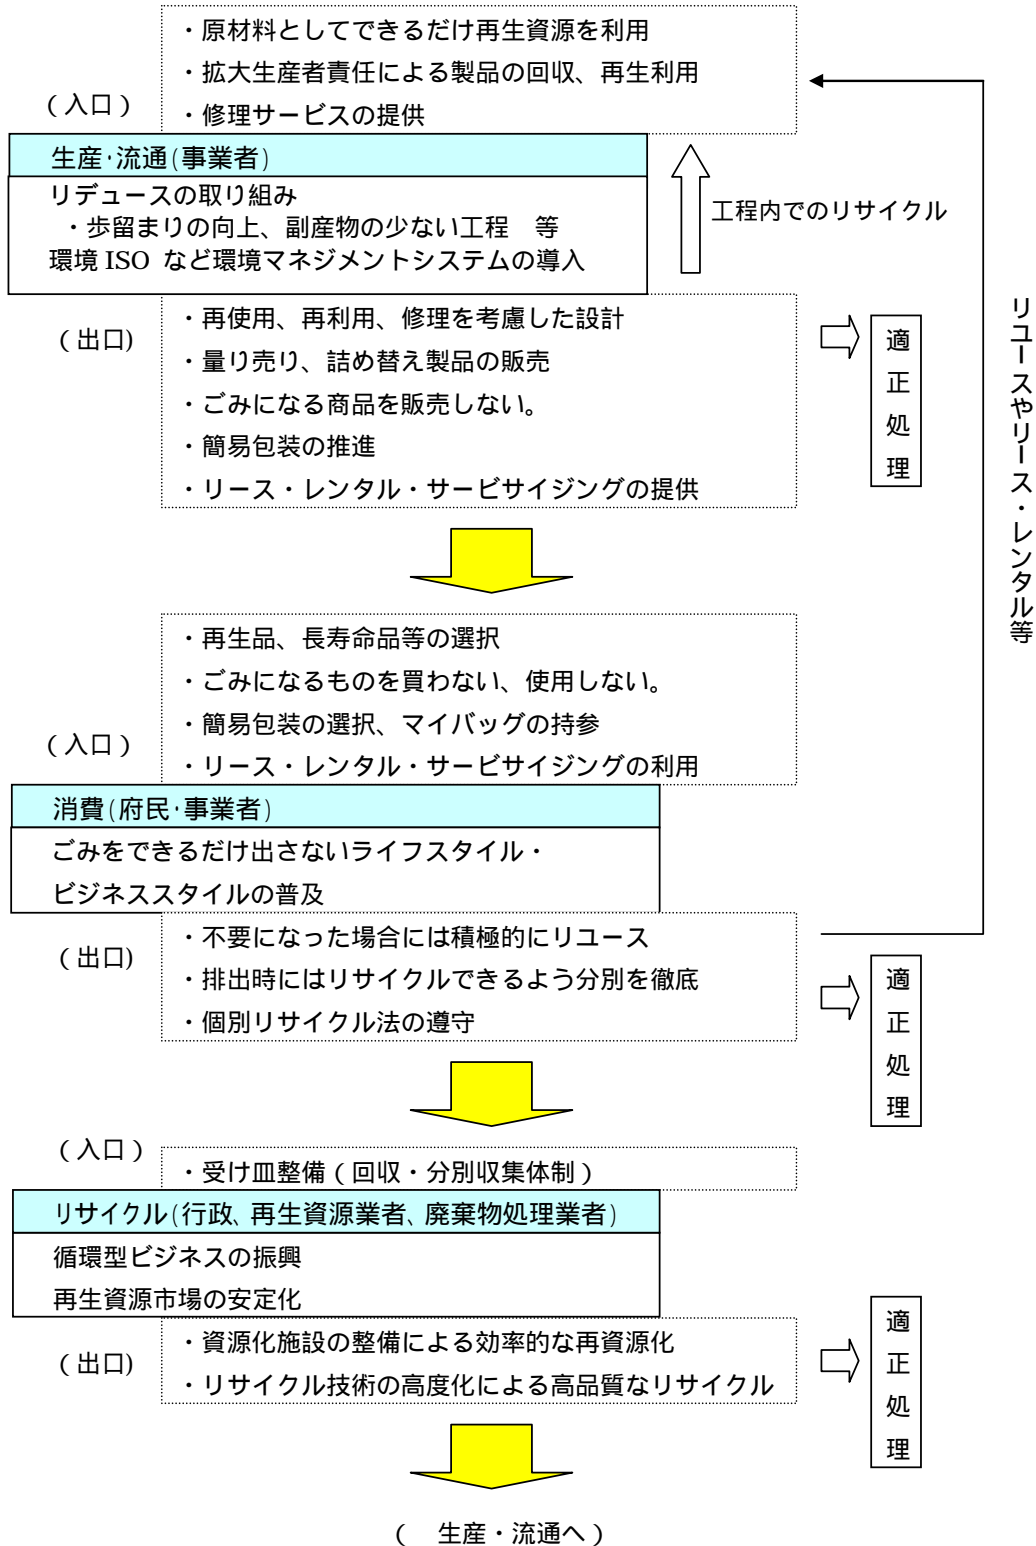 ・原材料としてできるだけ再生資源を利用
・拡大生産者責任による製品の回収、再生利用
（入口）
・修理サービスの提供
生産・流通(事業者)
リデュースの取り組み
・歩留まりの向上、副産物の少ない工程　等
環境 ISO など環境マネジメントシステムの導入
工程内でのリサイクル
（出口)
・再使用、再利用、修理を考慮した設計
・量り売り、詰め替え製品の販売
・ごみになる商品を販売しない。
・簡易包装の推進
・リース・レンタル・サービサイジングの提供
適正処理
リユースやリース・レンタル等
・再生品、長寿命品等の選択
・ごみになるものを買わない、使用しない。
・簡易包装の選択、マイバッグの持参
（入口）
・リース・レンタル・サービサイジングの利用
消費(府民・事業者)
ごみをできるだけ出さないライフスタイル・
ビジネススタイルの普及
・不要になった場合には積極的にリユース
（出口)
・排出時にはリサイクルできるよう分別を徹底
・個別リサイクル法の遵守
適正処理
（入口）
・受け皿整備（回収・分別収集体制）
リサイクル(行政、再生資源業者、廃棄物処理業者)
循環型ビジネスの振興
再生資源市場の安定化
・資源化施設の整備による効率的な再資源化
（出口)
・リサイクル技術の高度化による高品質なリサイクル
適正処理
（　生産・流通へ）